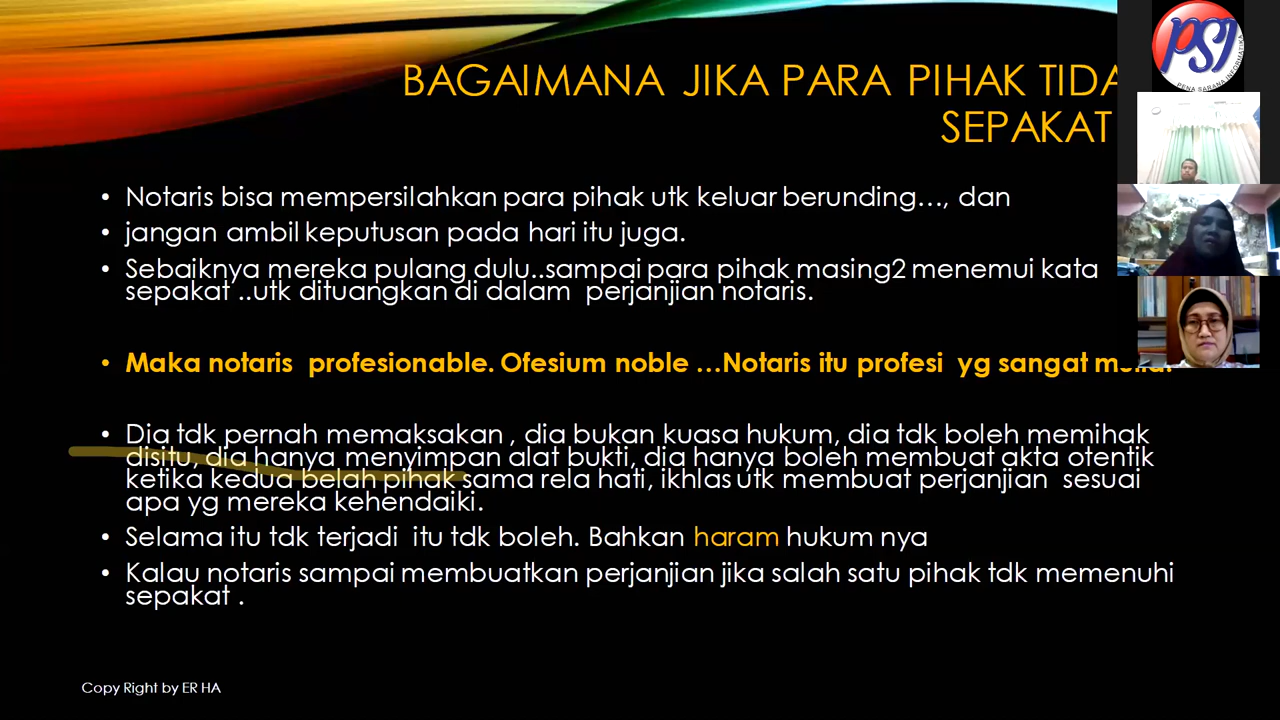 BAGAIMANA JIKA PARA PIHAK
SEPAKAT
• Notaris bisa mempersilahkan para pihak utk keluar berunding…, dan
• jangan ambil keputusan pada hari itu juga.
• Sebaiknya mereka pulang dulu..sampai para pihak masing2 menemui kata
sepakat ..utk dituangkan di dalam perjanjian notaris.
• Maka notaris profesionable. Ofesium noble …Notaris itu profesi yg sangat
• Dia tdk pernah memaksakan , dia bukan kuasa hukum, dia tdk boleh memihak
disitu, dia hanya menyimpan alat bukti, dia hanya boleh membuat akta otentik
ketika kedua belah pihak sama rela hati, ikhlas utk membuat perjanjian sesuai
apa yg mereka kehendaiki.
• Selama itu tdk terjadi itu tdk boleh. Bahkan haram hukum nya
• Kalau notaris sampai membuatkan perjanjian jika salah satu pihak tdk memenuhi
sepakat .
Copy Right by ER HA
PSI
PENA SARANA INFORMATIKA